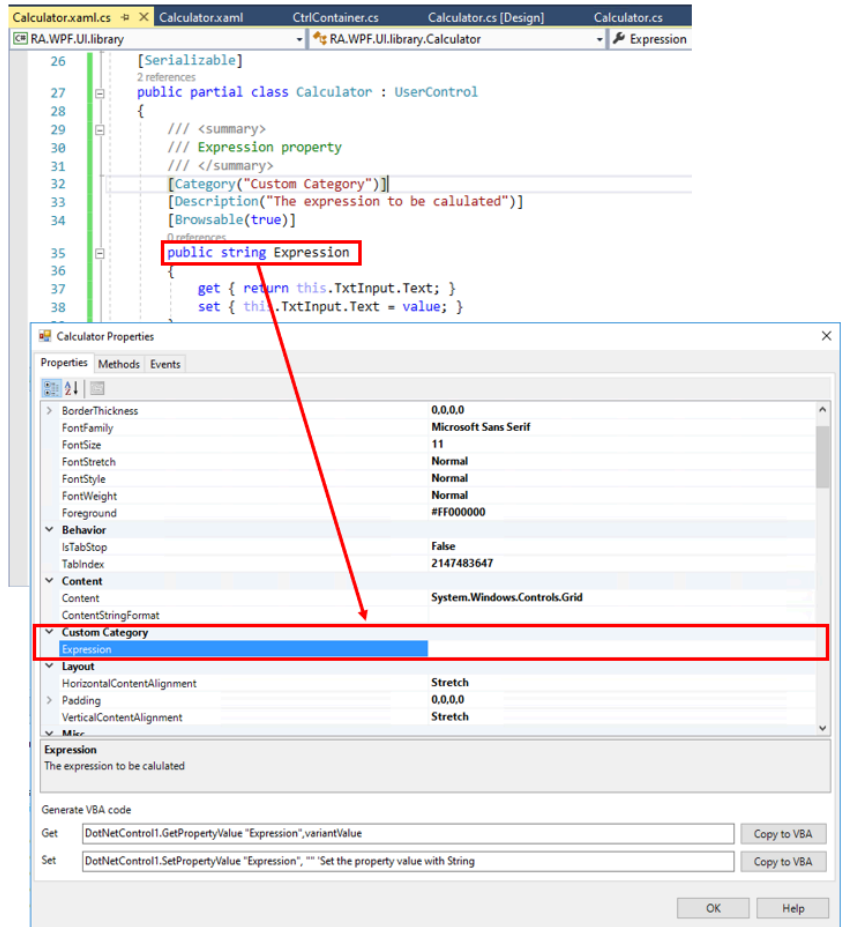 Calculator.xaml.cs Calculator.xaml CtrlContainer.cs Calculator.cs [Design] Calculator.cs
RA.WPF.UI.library RA.WPF.UI.library.Calculator Expression
26 [Serializable]
2 references
27 public partial class Calculator : UserControl
28 {
29 /// <summary>
30 /// Expression property
31 /// </summary>
32 [Category("Custom Category")]
33 [Description("The expression to be calulated")]
34 [Browsable(true)]
0 references
35 public string Expression
36 {
37 get { return this.TxtInput.Text; }
38 set { this.TxtInput.Text = value; }
Calculator Properties
Properties Methods Events
BorderThickness 0,0,0,0
FontFamily Microsoft Sans Serif
FontSize 11
FontStretch Normal
FontStyle Normal
FontWeight Normal
Foreground #FF000000
Behavior
IsTabStop False
TabIndex 2147483647
Content
Content System.Windows.Controls.Grid
ContentStringFormat
Custom Category
Expression
Layout
HorizontalContentAlignment Stretch
Padding 0,0,0,0
VerticalContentAlignment Stretch
Misc
Expression
The expression to be calulated
Generate VBA code
Get DotNetControl1.GetPropertyValue "Expression",variantValue Copy to VBA
Set DotNetControl1.SetPropertyValue "Expression", "" 'Set the property value with String Copy to VBA
OK Help